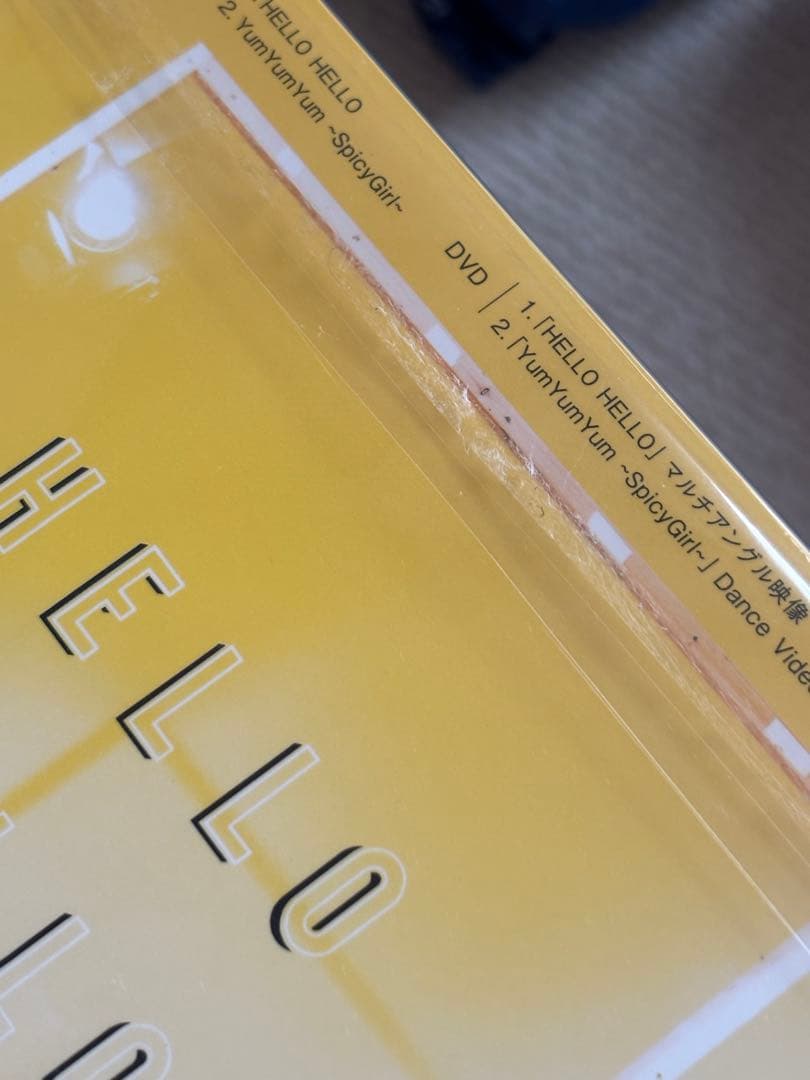 HELLO HELLO
2. YumYumYum ~SpicyGirl~
DVD
1.「HELLO HELLO」マルチアングル映像
2.「YumYumYum ~SpicyGirl~」Dance Video
HELLO